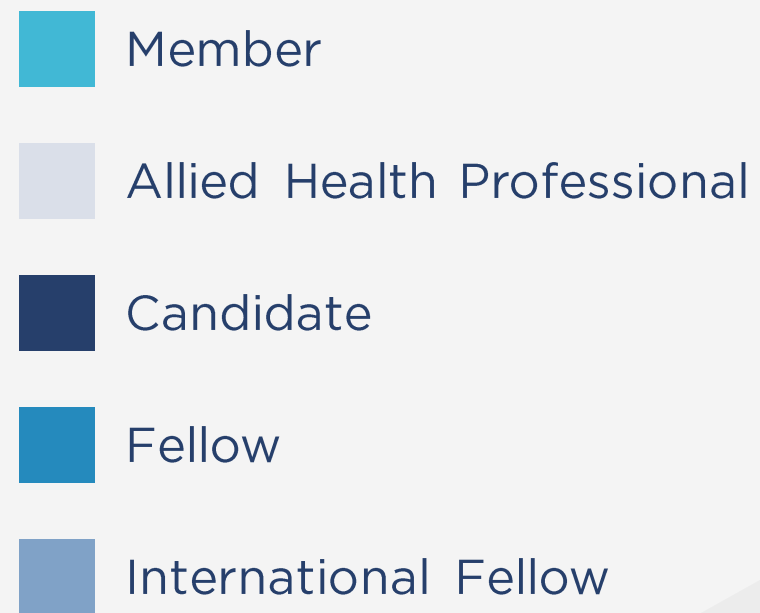 Member
Allied Health Professional
Candidate
Fellow
International Fellow